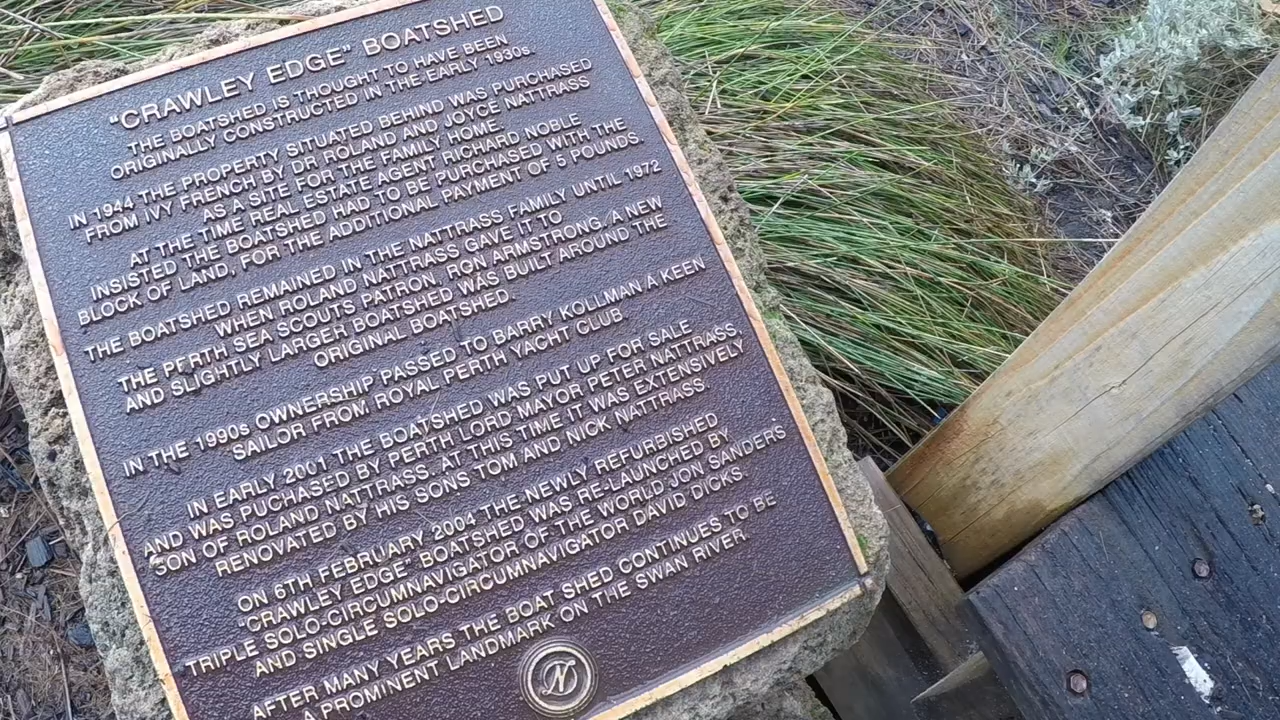 "CRAWLEY EDGE" BOATSHED
THE BOATSHED IS THOUGHT TO HAVE BEEN
ORIGINALLY CONSTRUCTED IN THE EARLY 1930s.
IN 1944 THE PROPERTY SITUATED BEHIND WAS PURCHASED
FROM IVY FRENCH BY DR ROLAND AND JOYCE NATTRASS
AS A SITE FOR THE FAMILY HOME.
AT THE TIME REAL ESTATE AGENT RICHARD NOBLE
INSISTED THE BOATSHED HAD TO BE PURCHASED WITH THE
BLOCK OF LAND, FOR THE ADDITIONAL PAYMENT OF 5 POUNDS.
THE BOATSHED REMAINED IN THE NATTRASS FAMILY UNTIL 1972
WHEN ROLAND NATTRASS GAVE IT TO
THE PERTH SEA SCOUTS PATRON, RON ARMSTRONG, A NEW
AND SLIGHTLY LARGER BOATSHED WAS BUILT AROUND THE
ORIGINAL BOATSHED.
IN THE 1990s OWNERSHIP PASSED TO BARRY KOLLMAN A KEEN
SAILOR FROM ROYAL PERTH YACHT CLUB
IN EARLY 2001 THE BOATSHED WAS PUT UP FOR SALE
AND WAS PUCHASED BY PERTH LORD MAYOR PETER NATTRASS,
SON OF ROLAND NATTRASS. AT THIS TIME IT WAS EXTENSIVELY
RENOVATED BY HIS SONS TOM AND NICK NATTRASS.
ON 6TH FEBRUARY 2004 THE NEWLY REFURBISHED
"CRAWLEY EDGE" BOATSHED WAS RE-LAUNCHED BY
TRIPLE SOLO-CIRCUMNAVIGATOR OF THE WORLD JON SANDERS
AND SINGLE SOLO-CIRCUMNAVIGATOR DAVID DICKS.
AFTER MANY YEARS THE BOAT SHED CONTINUES TO BE
A PROMINENT LANDMARK ON THE SWAN RIVER.
N